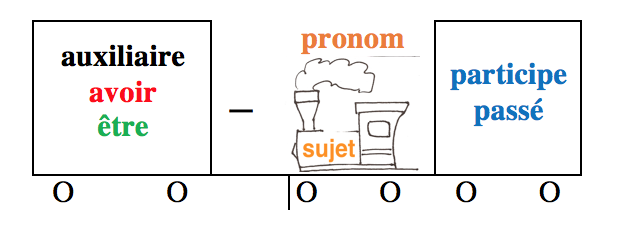 auxiliaire
avoir
être
–
pronom
sujet
participe
passé
O O O O O O